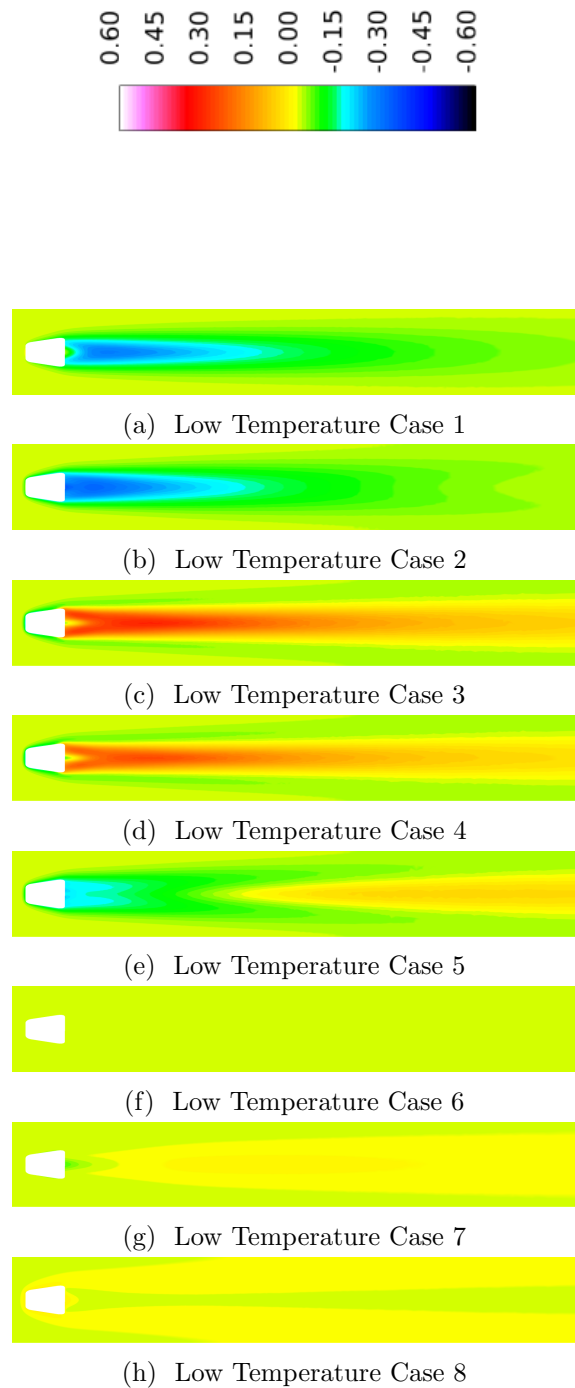 0.60
0.45
0.30
0.15
0.00
-0.15
-0.30
-0.45
-0.60
(a) Low Temperature Case 1
(b) Low Temperature Case 2
(c) Low Temperature Case 3
(d) Low Temperature Case 4
(e) Low Temperature Case 5
(f) Low Temperature Case 6
(g) Low Temperature Case 7
(h) Low Temperature Case 8